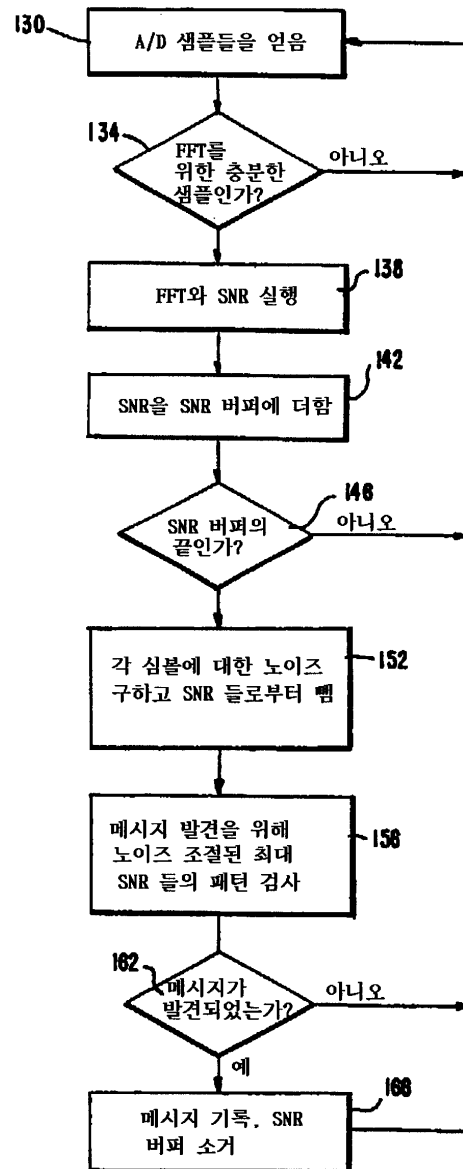 130
A/D 샘플들을 얻음
134
FFT를
위한 충분한
샘플인가?
아니오
138
FFT와 SNR 실행
142
SNR을 SNR 버퍼에 더함
146
SNR 버퍼의
끝인가?
아니오
152
각 심볼에 대한 노이즈
구하고 SNR 들로부터 뺌
156
메시지 발견을 위해
노이즈 조절된 최대
SNR 들의 패턴 검사
162
메시지가
발견되었는가?
아니오
예
166
메시지 기록, SNR
버퍼 소거